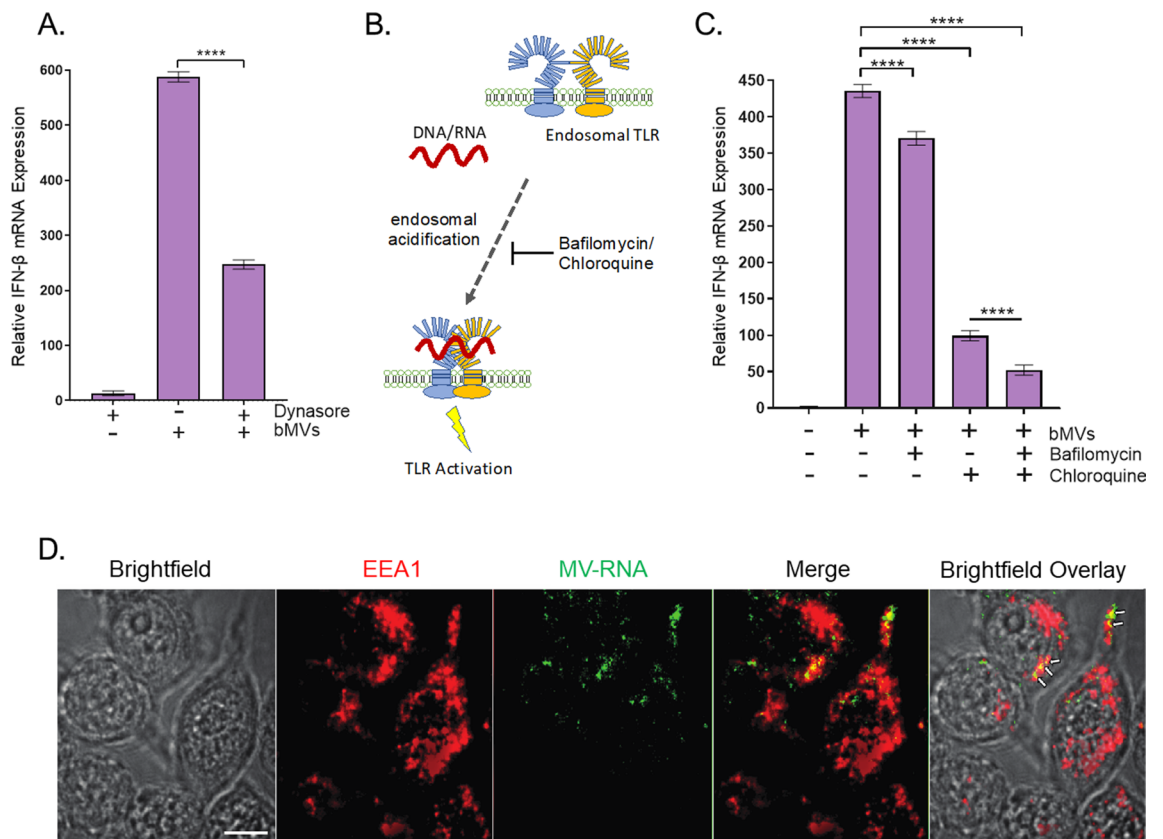 A.
Relative IFN-β mRNA Expression
600
500
400
300
200
100
0
****
+ − + Dynasore
− + + bMVs
B.
Endosomal TLR
DNA/RNA
endosomal
acidification
Bafilomycin/
Chloroquine
TLR Activation
C.
Relative IFN-β mRNA Expression
450
400
350
300
250
200
150
100
50
0
****
****
****
****
- + + + + bMVs
- - + - + Bafilomycin
- - - + + Chloroquine
D.
Brightfield
EEA1
MV-RNA
Merge
Brightfield Overlay